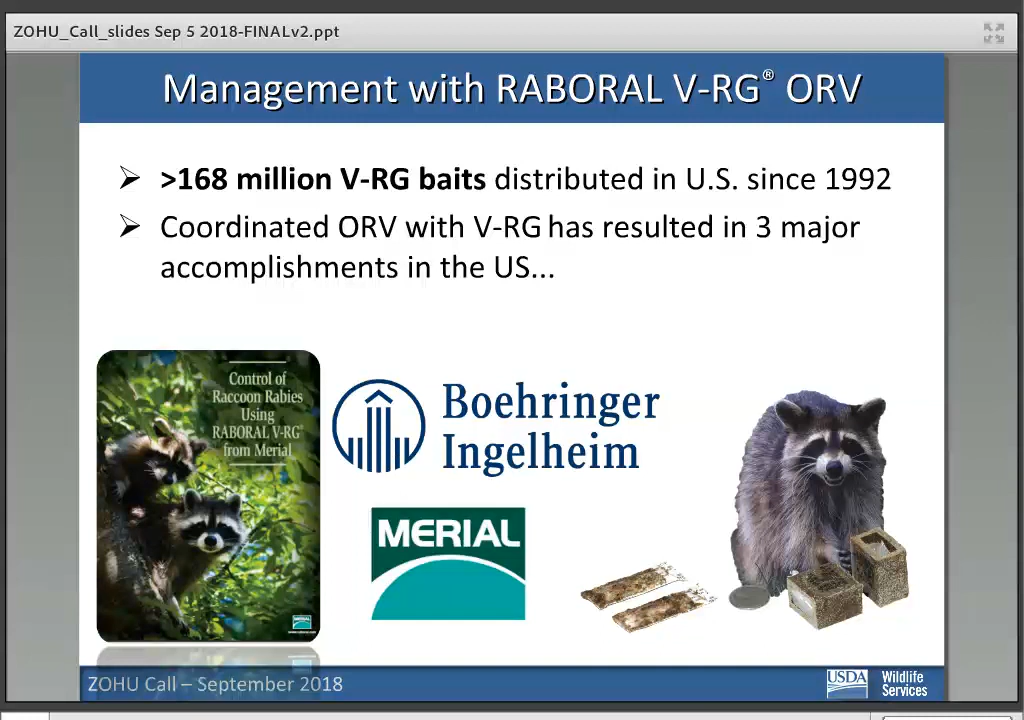 ZOHU_Call_slides Sep 5 2018-FINALv2.ppt
Management with RABORAL V-RG® ORV
➢ >168 million V-RG baits distributed in U.S. since 1992
➢ Coordinated ORV with V-RG has resulted in 3 major
accomplishments in the US...
Control of
Raccoon Rabies
Using
RABORAL V-RG®
from Merial
Boehringer
Ingelheim
MERIAL
ZOHU Call – September 2018
USDA
Wildlife
Services